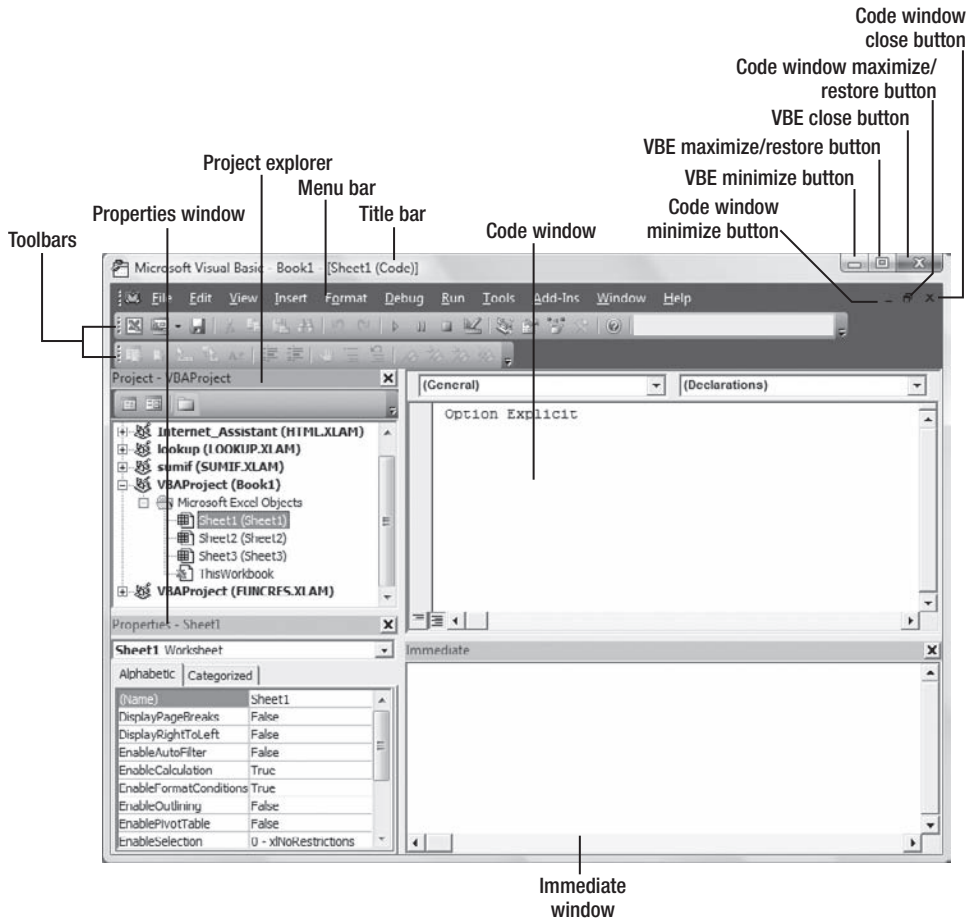 Code window
close button
Code window maximize/
restore button
VBE close button
VBE maximize/restore button
Project explorer
VBE minimize button
Menu bar
Code window
minimize button
Properties window
Title bar
Code window
Toolbars
Microsoft Visual Basic - Book1 - [Sheet1 (Code)]
File Edit View Insert Format Debug Run Tools Add-Ins Window Help
Project - VBAProject
(General)
(Declarations)
Option Explicit
Internet_Assistant (HTML.XLAM)
lookup (LOOKUP.XLAM)
sumif (SUMIF.XLAM)
VBAProject (Book1)
Microsoft Excel Objects
Sheet1 (Sheet1)
Sheet2 (Sheet2)
Sheet3 (Sheet3)
ThisWorkbook
VBAProject (FUNCRES.XLAM)
Properties - Sheet1
Sheet1 Worksheet
Alphabetic Categorized
(Name) Sheet1
DisplayPageBreaks False
DisplayRightToLeft False
EnableAutoFilter False
EnableCalculation True
EnableFormatConditions True
EnableOutlining False
EnablePivotTable False
EnableSelection 0 - xlNoRestrictions
Immediate
Immediate
window